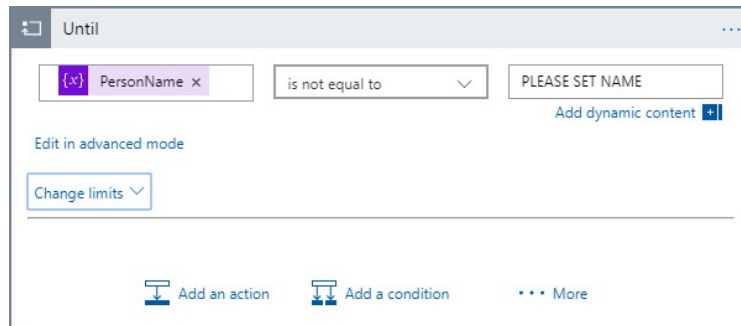 Until ...
{x} PersonName × is not equal to PLEASE SET NAME
Add dynamic content
Edit in advanced mode
Change limits
Add an action Add a condition ... More